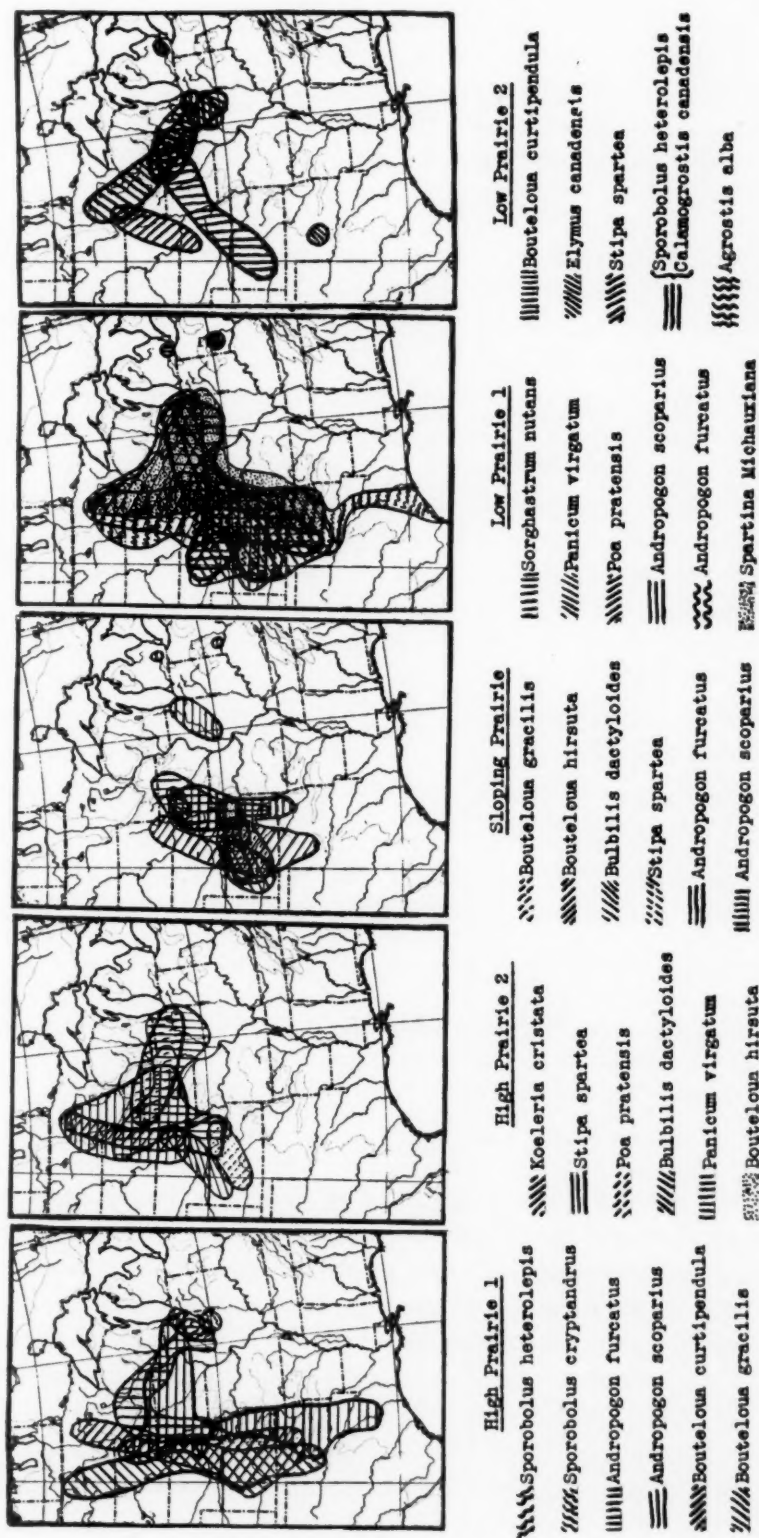 High Prairie 1
Sporobolus heterolepis
Sporobolus cryptandrus
Andropogon furcatus
Andropogon scoparius
Bouteloua curtipendula
Bouteloua gracilis
High Prairie 2
Koeleria cristata
Stipa spartea
Poa pratensis
Bulbilis dactyloides
Panicum virgatum
Bouteloua hirsuta
Sloping Prairie
Bouteloua gracilis
Bouteloua hirsuta
Bulbilis dactyloides
Stipa spartea
Andropogon furcatus
Andropogon scoparius
Low Prairie 1
Sorghastrum nutans
Panicum virgatum
Poa pratensis
Andropogon scoparius
Andropogon furcatus
Spartina Michauxiana
Low Prairie 2
Bouteloua curtipendula
Elymus canadensis
Stipa spartea
Sporobolus heterolepis
Calamogrostis canadensis
Agrostis alba